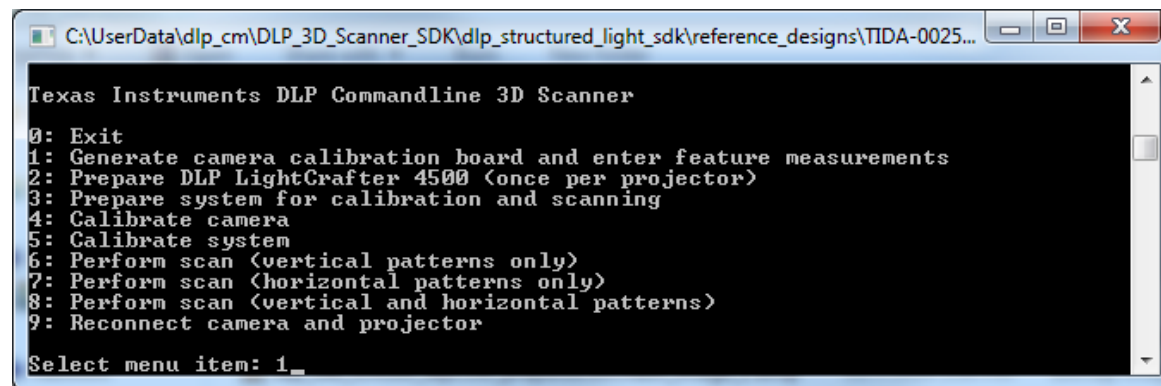 C:\UserData\dlp_cm\DLP_3D_Scanner_SDK\dlp_structured_light_sdk\reference_designs\TIDA-0025...
Texas Instruments DLP Commandline 3D Scanner
0: Exit
1: Generate camera calibration board and enter feature measurements
2: Prepare DLP LightCrafter 4500 (once per projector)
3: Prepare system for calibration and scanning
4: Calibrate camera
5: Calibrate system
6: Perform scan (vertical patterns only)
7: Perform scan (horizontal patterns only)
8: Perform scan (vertical and horizontal patterns)
9: Reconnect camera and projector
Select menu item: 1_